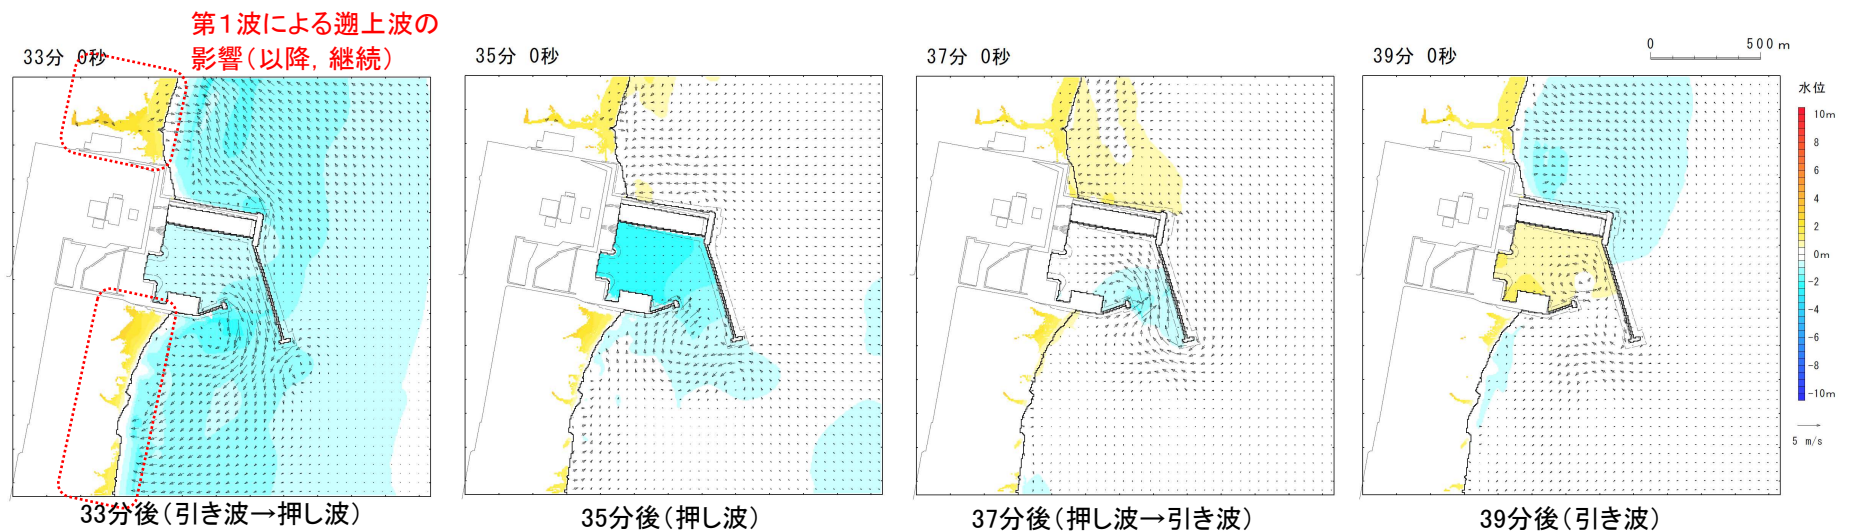 第1波による遡上波の
影響(以降,継続)
33分 0秒
35分 0秒
37分 0秒
39分 0秒
0 500m
水位
10m
8
6
4
2
0m
-2
-4
-6
-8
-10m
5 m/s
33分後(引き波→押し波)
35分後(押し波)
37分後(押し波→引き波)
39分後(引き波)